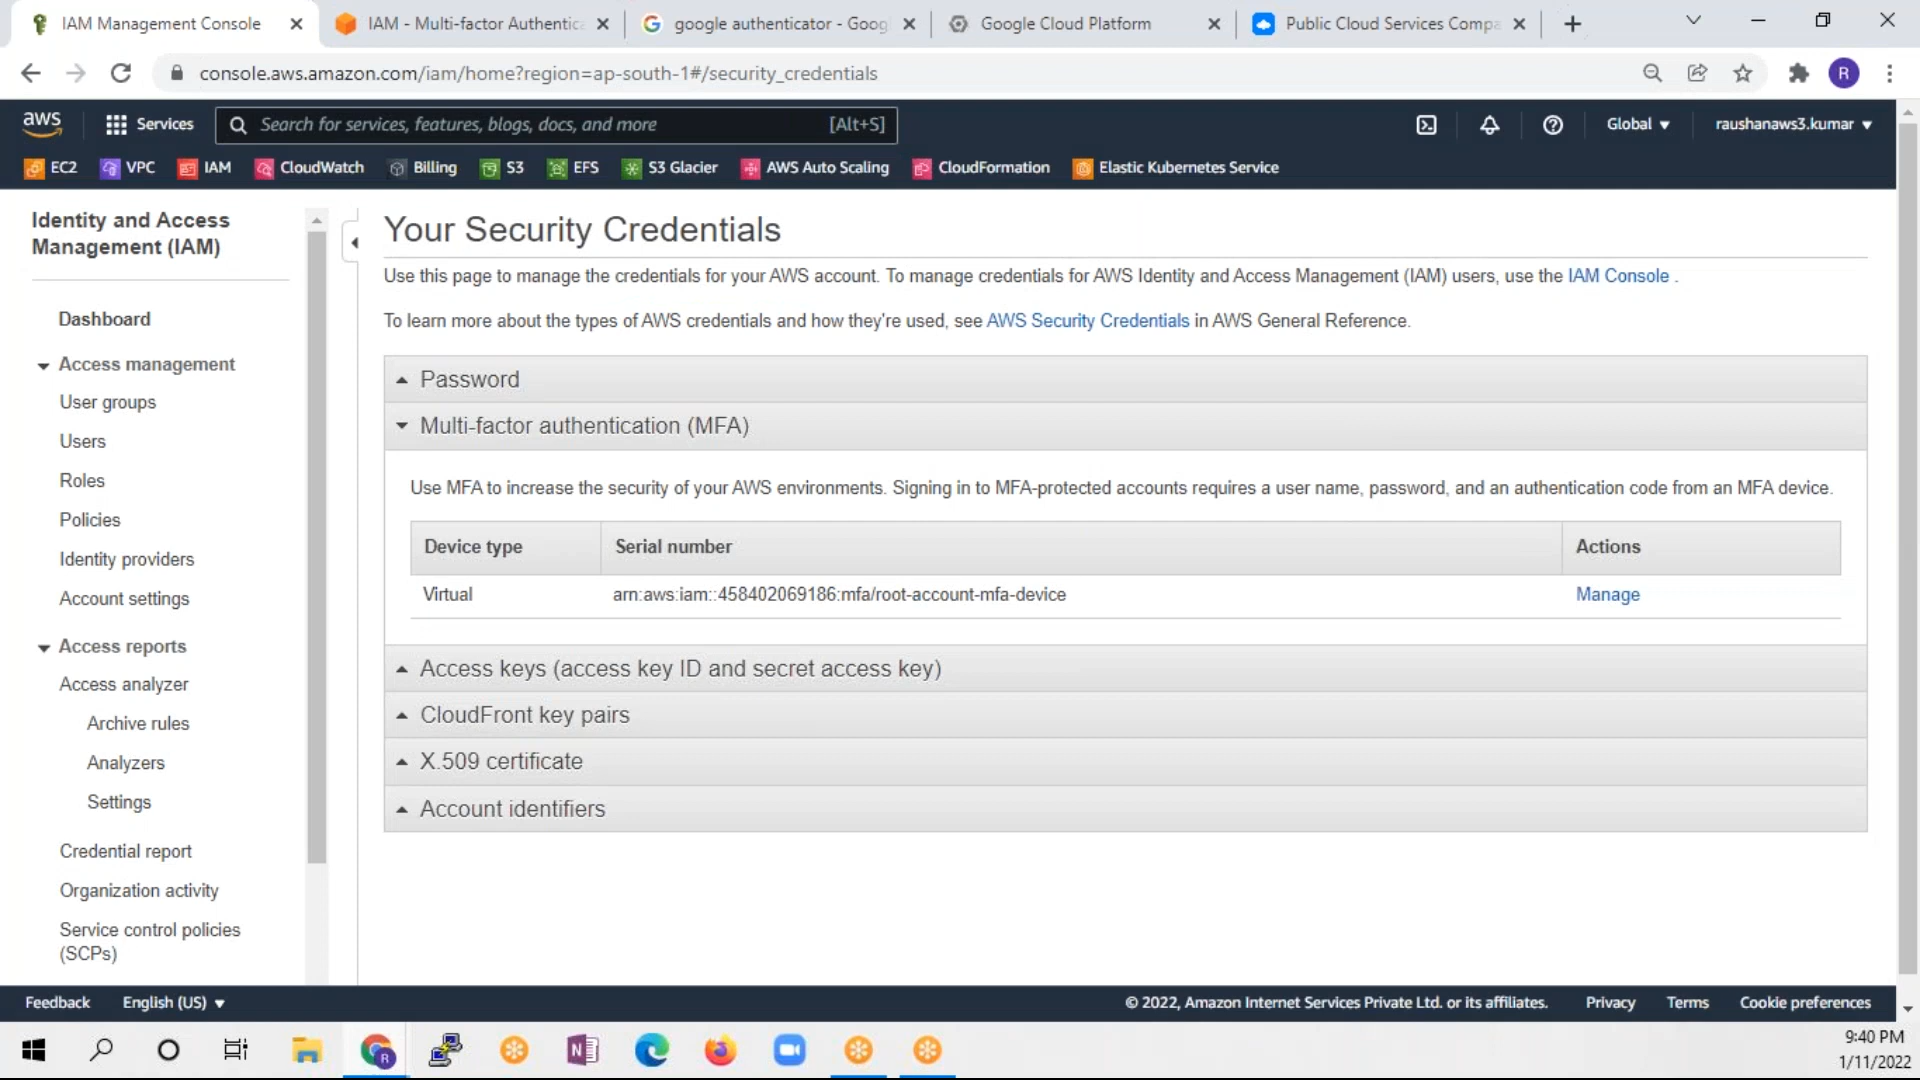 IAM Management Console
IAM - Multi-factor Authentica
google authenticator - Goog
Google Cloud Platform
Public Cloud Services Compa
console.aws.amazon.com/iam/home?region=ap-south-1#/security_credentials
R
aws
Services
Search for services, features, blogs, docs, and more
[Alt+S]
Global
raushanaws3.kumar
EC2
VPC
IAM
CloudWatch
Billing
S3
EFS
S3 Glacier
AWS Auto Scaling
CloudFormation
Elastic Kubernetes Service
Identity and Access
Management (IAM)
Dashboard
Access management
User groups
Users
Roles
Policies
Identity providers
Account settings
Access reports
Access analyzer
Archive rules
Analyzers
Settings
Credential report
Organization activity
Service control policies
(SCPs)
Your Security Credentials
Use this page to manage the credentials for your AWS account. To manage credentials for AWS Identity and Access Management (IAM) users, use the IAM Console .
To learn more about the types of AWS credentials and how they're used, see AWS Security Credentials in AWS General Reference.
Password
Multi-factor authentication (MFA)
Use MFA to increase the security of your AWS environments. Signing in to MFA-protected accounts requires a user name, password, and an authentication code from an MFA device.
Device type
Serial number
Actions
Virtual
arn:aws:iam::458402069186:mfa/root-account-mfa-device
Manage
Access keys (access key ID and secret access key)
CloudFront key pairs
X.509 certificate
Account identifiers
Feedback
English (US)
© 2022, Amazon Internet Services Private Ltd. or its affiliates.
Privacy
Terms
Cookie preferences
R
N
9:40 PM
1/11/2022